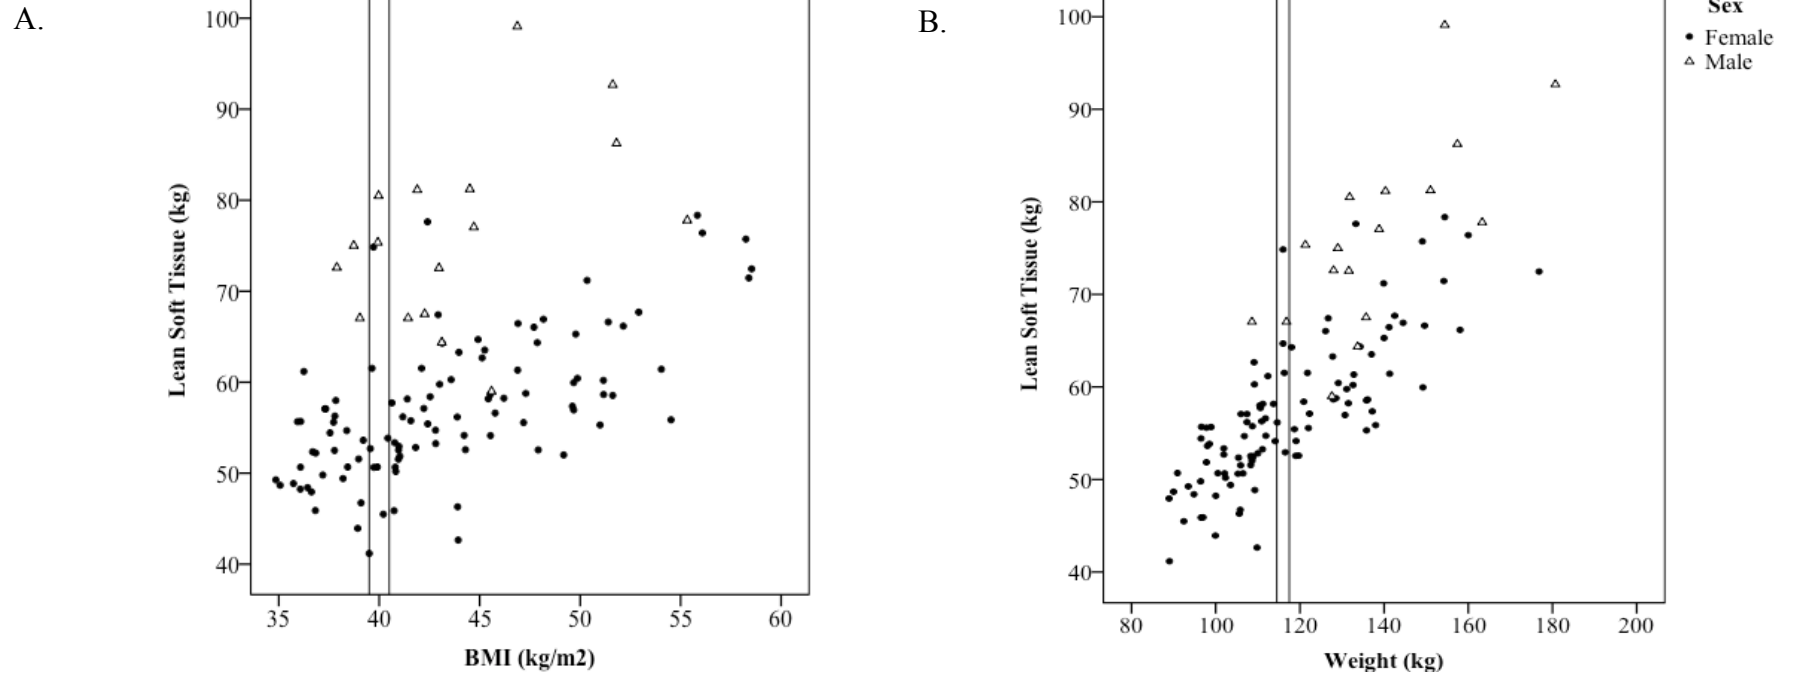 A.
100
90
80
70
60
50
40
Lean Soft Tissue (kg)
35 40 45 50 55 60
BMI (kg/m2)
B.
100
90
80
70
60
50
40
Lean Soft Tissue (kg)
80 100 120 140 160 180 200
Weight (kg)
Sex
Female
Male